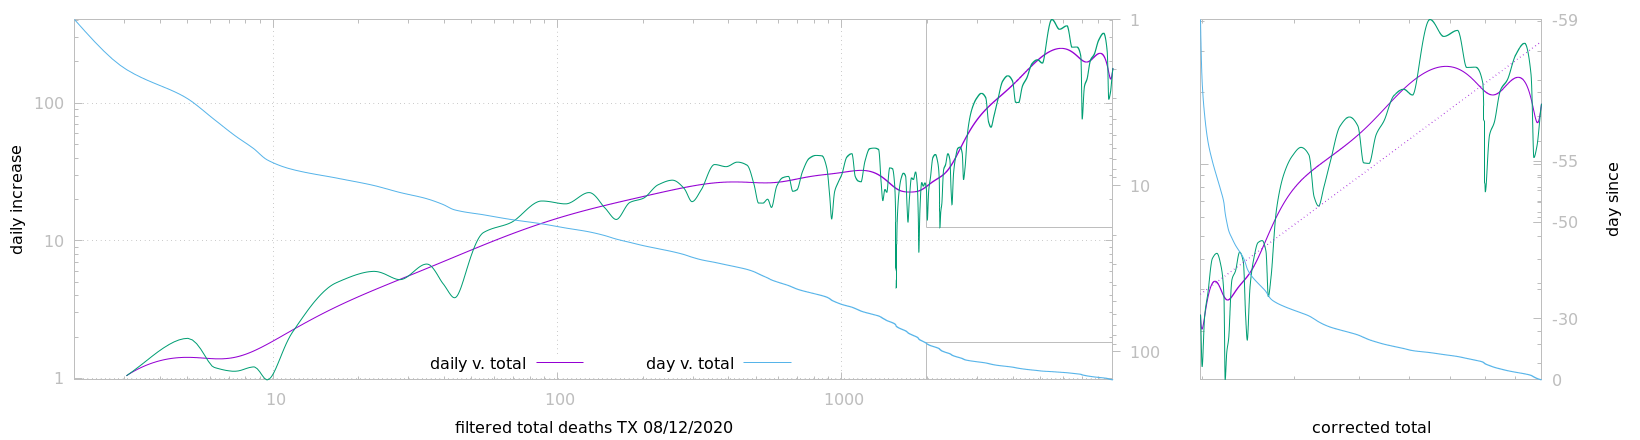 1
-59
100
-55
10
-50
10
daily increase
day since
-30
daily v. total
day v. total
100
1
0
10
100
1000
filtered total deaths TX 08/12/2020
corrected total